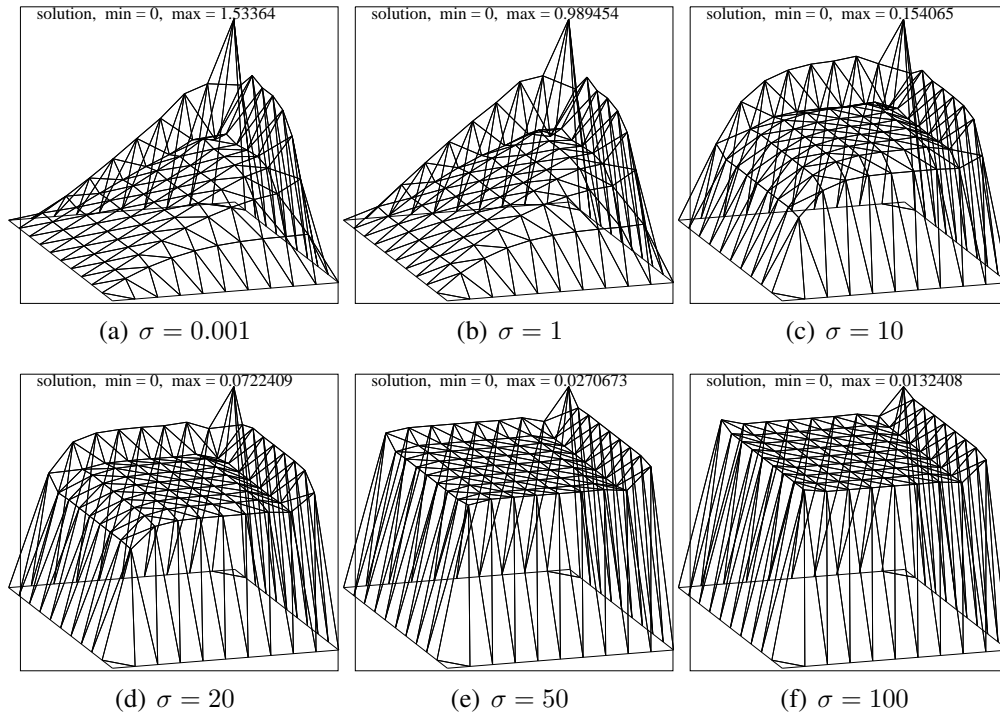 solution, min = 0, max = 1.53364
solution, min = 0, max = 0.989454
solution, min = 0, max = 0.154065
(a) σ = 0.001
(b) σ = 1
(c) σ = 10
solution, min = 0, max = 0.0722409
solution, min = 0, max = 0.0270673
solution, min = 0, max = 0.0132408
(d) σ = 20
(e) σ = 50
(f) σ = 100